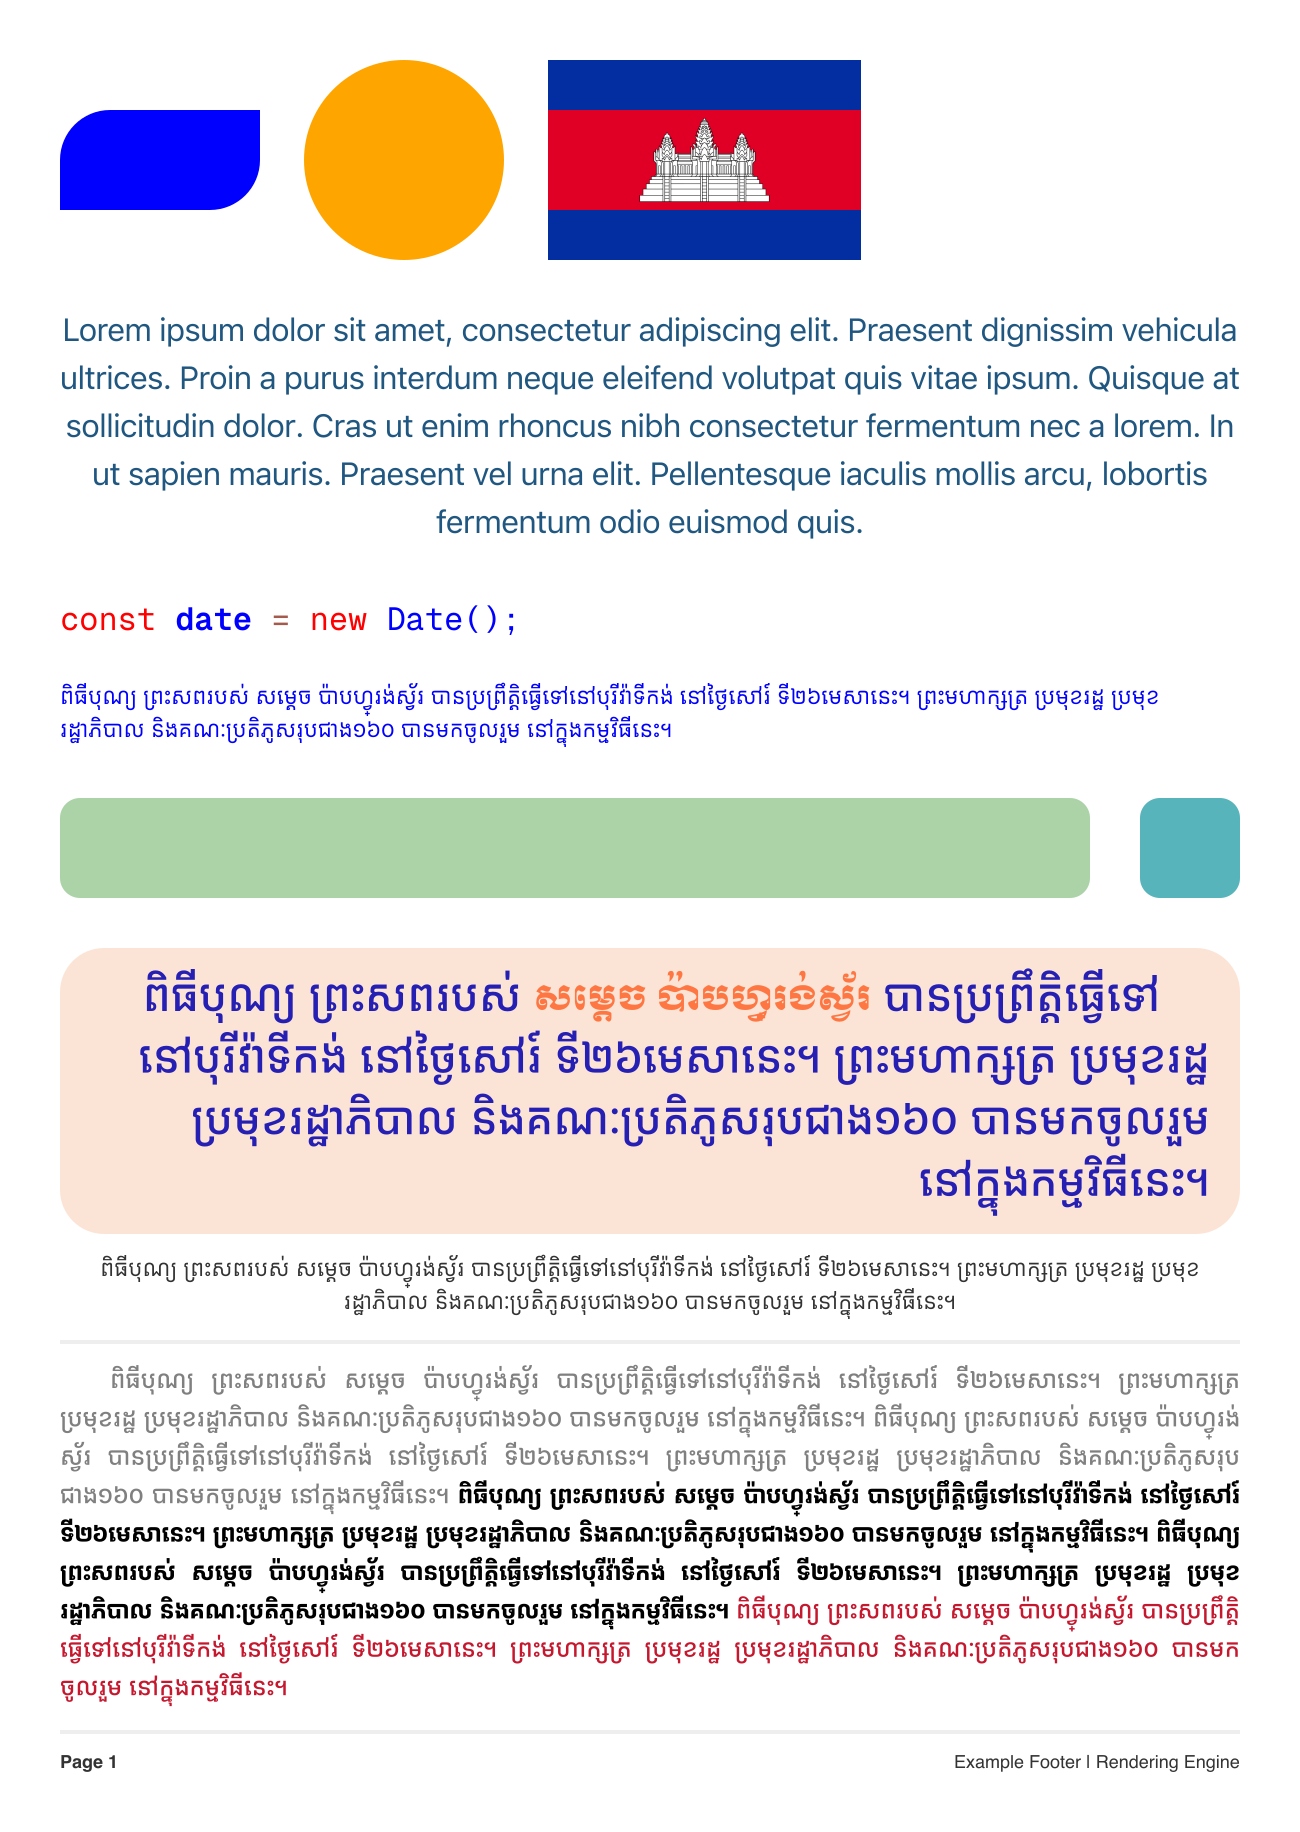 Lorem ipsum dolor sit amet, consectetur adipiscing elit. Praesent dignissim vehicula
ultrices. Proin a purus interdum neque eleifend volutpat quis vitae ipsum. Quisque at
sollicitudin dolor. Cras ut enim rhoncus nibh consectetur fermentum nec a lorem. In
ut sapien mauris. Praesent vel urna elit. Pellentesque iaculis mollis arcu, lobortis
fermentum odio euismod quis.
const date = new Date();
ពិធីបុណ្យ ព្រះសពរបស់ សម្ដេច ប៉ាបហ្វ្រង់ស្វ័រ បានប្រព្រឹត្តិធ្វើទៅនៅបុរីវ៉ាទីកង់ នៅថ្ងៃសៅរ៍ ទី២៦មេសានេះ។ ព្រះមហាក្សត្រ ប្រមុខរដ្ឋ ប្រមុខ
រដ្ឋាភិបាល និងគណៈប្រតិភូសរុបជាង១៦០ បានមកចូលរួម នៅក្នុងកម្មវិធីនេះ។
ពិធីបុណ្យ ព្រះសពរបស់ សម្ដេច ប៉ាបហ្វ្រង់ស្វ័រ បានប្រព្រឹត្តិធ្វើទៅ
នៅបុរីវ៉ាទីកង់ នៅថ្ងៃសៅរ៍ ទី២៦មេសានេះ។ ព្រះមហាក្សត្រ ប្រមុខរដ្ឋ
ប្រមុខរដ្ឋាភិបាល និងគណៈប្រតិភូសរុបជាង១៦០ បានមកចូលរួម
នៅក្នុងកម្មវិធីនេះ។
ពិធីបុណ្យ ព្រះសពរបស់ សម្ដេច ប៉ាបហ្វ្រង់ស្វ័រ បានប្រព្រឹត្តិធ្វើទៅនៅបុរីវ៉ាទីកង់ នៅថ្ងៃសៅរ៍ ទី២៦មេសានេះ។ ព្រះមហាក្សត្រ ប្រមុខរដ្ឋ ប្រមុខ
រដ្ឋាភិបាល និងគណៈប្រតិភូសរុបជាង១៦០ បានមកចូលរួម នៅក្នុងកម្មវិធីនេះ។
ពិធីបុណ្យ ព្រះសពរបស់ សម្ដេច ប៉ាបហ្វ្រង់ស្វ័រ បានប្រព្រឹត្តិធ្វើទៅនៅបុរីវ៉ាទីកង់ នៅថ្ងៃសៅរ៍ ទី២៦មេសានេះ។ ព្រះមហាក្សត្រ
ប្រមុខរដ្ឋ ប្រមុខរដ្ឋាភិបាល និងគណៈប្រតិភូសរុបជាង១៦០ បានមកចូលរួម នៅក្នុងកម្មវិធីនេះ។ ពិធីបុណ្យ ព្រះសពរបស់ សម្ដេច ប៉ាបហ្វ្រង់
ស្វ័រ បានប្រព្រឹត្តិធ្វើទៅនៅបុរីវ៉ាទីកង់ នៅថ្ងៃសៅរ៍ ទី២៦មេសានេះ។ ព្រះមហាក្សត្រ ប្រមុខរដ្ឋ ប្រមុខរដ្ឋាភិបាល និងគណៈប្រតិភូសរុប
ជាង១៦០ បានមកចូលរួម នៅក្នុងកម្មវិធីនេះ។ ពិធីបុណ្យ ព្រះសពរបស់ សម្ដេច ប៉ាបហ្វ្រង់ស្វ័រ បានប្រព្រឹត្តិធ្វើទៅនៅបុរីវ៉ាទីកង់ នៅថ្ងៃសៅរ៍
ទី២៦មេសានេះ។ ព្រះមហាក្សត្រ ប្រមុខរដ្ឋ ប្រមុខរដ្ឋាភិបាល និងគណៈប្រតិភូសរុបជាង១៦០ បានមកចូលរួម នៅក្នុងកម្មវិធីនេះ។ ពិធីបុណ្យ
ព្រះសពរបស់ សម្ដេច ប៉ាបហ្វ្រង់ស្វ័រ បានប្រព្រឹត្តិធ្វើទៅនៅបុរីវ៉ាទីកង់ នៅថ្ងៃសៅរ៍ ទី២៦មេសានេះ។ ព្រះមហាក្សត្រ ប្រមុខរដ្ឋ ប្រមុខ
រដ្ឋាភិបាល និងគណៈប្រតិភូសរុបជាង១៦០ បានមកចូលរួម នៅក្នុងកម្មវិធីនេះ។ ពិធីបុណ្យ ព្រះសពរបស់ សម្ដេច ប៉ាបហ្វ្រង់ស្វ័រ បានប្រព្រឹត្តិ
ធ្វើទៅនៅបុរីវ៉ាទីកង់ នៅថ្ងៃសៅរ៍ ទី២៦មេសានេះ។ ព្រះមហាក្សត្រ ប្រមុខរដ្ឋ ប្រមុខរដ្ឋាភិបាល និងគណៈប្រតិភូសរុបជាង១៦០ បានមក
ចូលរួម នៅក្នុងកម្មវិធីនេះ។
Page 1
Example Footer | Rendering Engine